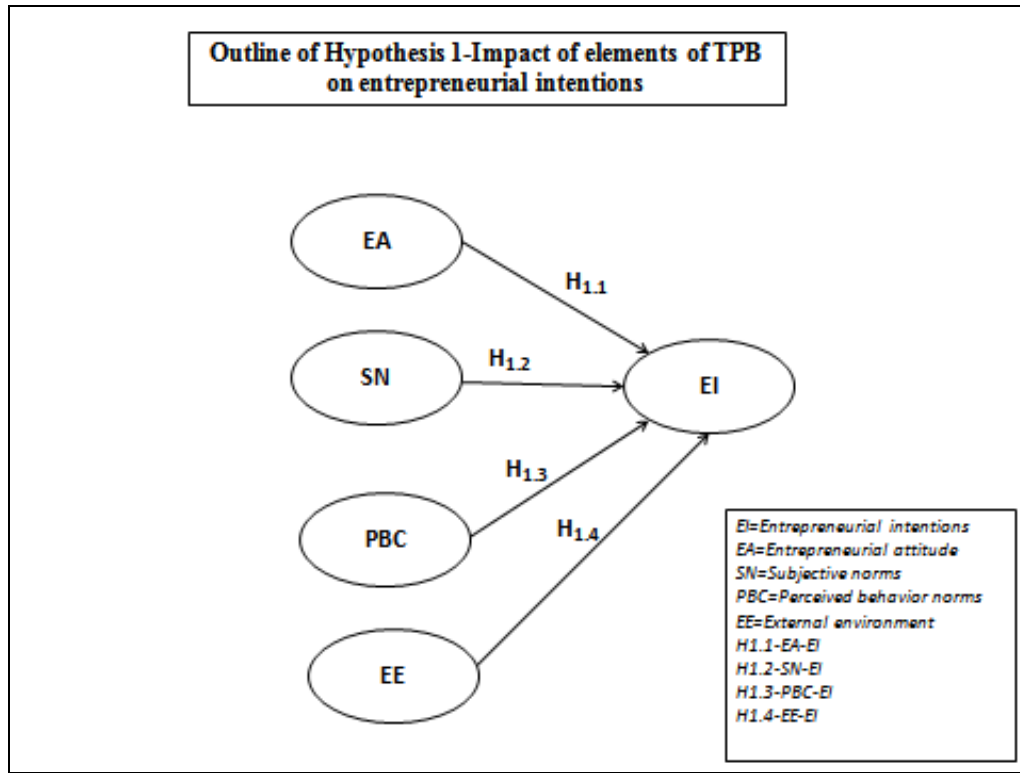 Outline of Hypothesis 1-Impact of elements of TPB
on entrepreneurial intentions
EA
H1.1
SN
H1.2
EI
PBC
H1.3
EE
H1.4
EI=Entrepreneurial intentions
EA=Entrepreneurial attitude
SN=Subjective norms
PBC=Perceived behavior norms
EE=External environment
H1.1-EA-EI
H1.2-SN-EI
H1.3-PBC-EI
H1.4-EE-EI